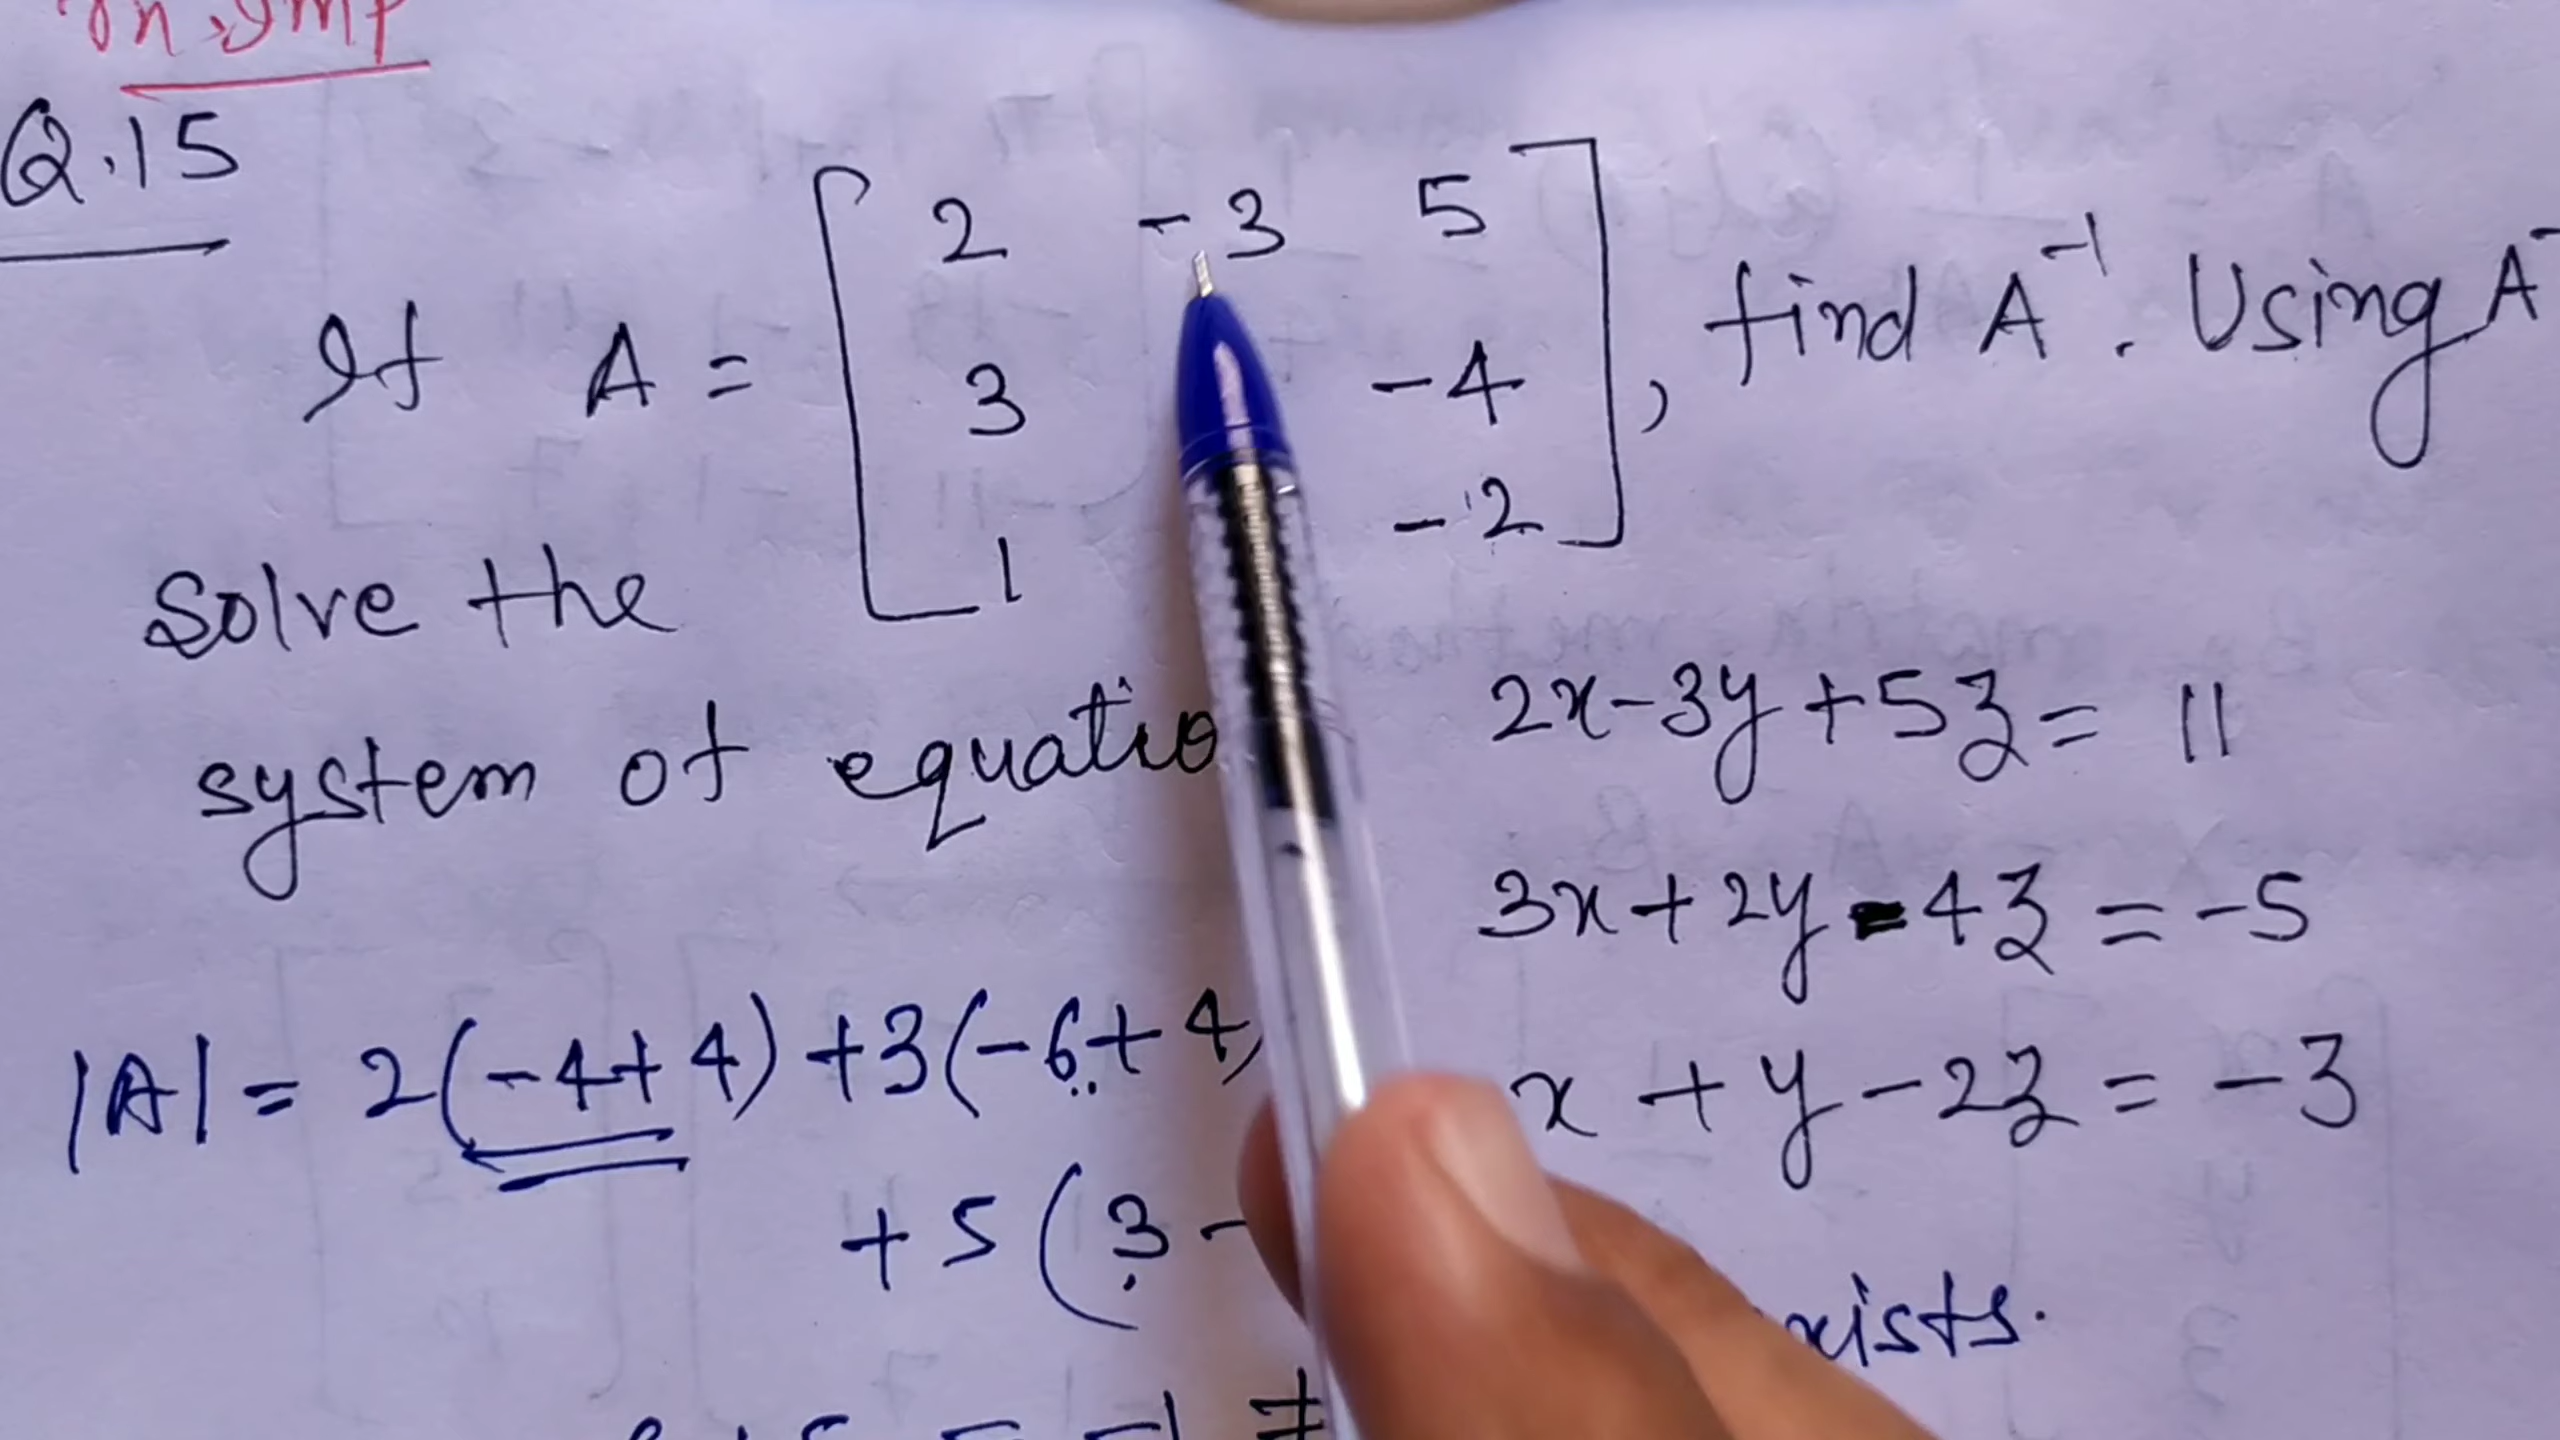 Q.15
If A = [ 2 -3 5
3 -4
1 -2 ], find A⁻¹. Using A⁻
Solve the
system of equatio
2x-3y+5z = 11
3x+2y-4z = -5
x+y-2z = -3
|A| = 2(-4+4) +3(-6+4)
+5(3-
xists.
= -1 ≠